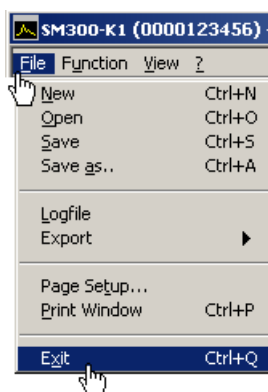 SM300-K1 (0000123456) -
File Function View ?
New Ctrl+N
Open Ctrl+O
Save Ctrl+S
Save as.. Ctrl+A
Logfile
Export
Page Setup...
Print Window Ctrl+P
Exit Ctrl+Q